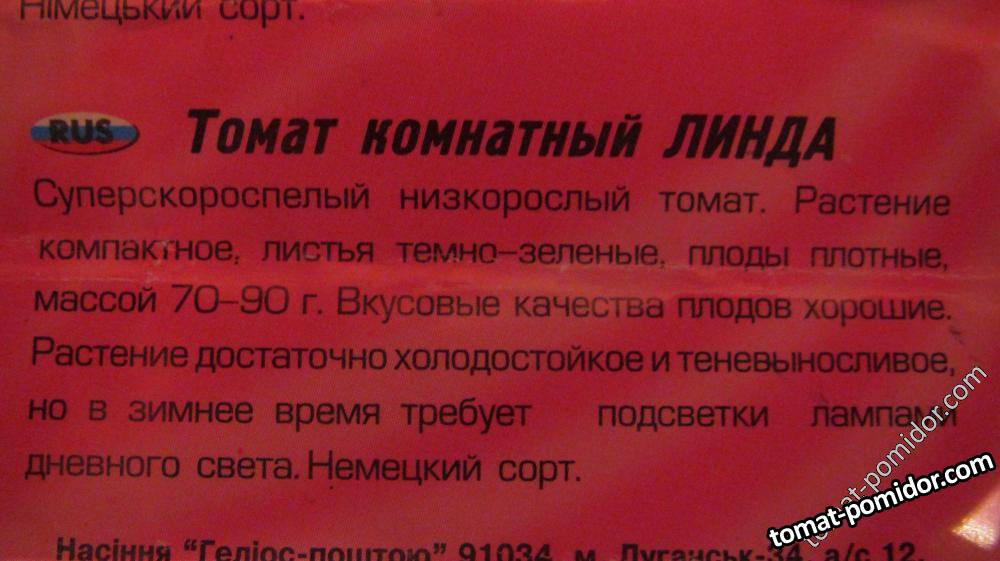 Німецький сорт.
RUS
Томат комнатный ЛИНДА
Суперскороспелый низкорослый томат. Растение
компактное, листья темно-зеленые, плоды плотные,
массой 70-90 г. Вкусовые качества плодов хорошие.
Растение достаточно холодостойкое и теневыносливое,
но в зимнее время требует подсветки лампами
дневного света. Немецкий сорт.
tomat-pomidor.com
tomat-pomidor.com
Насіння "Геліос-поштою" 91034, м. Луганськ-34, а/с 12.